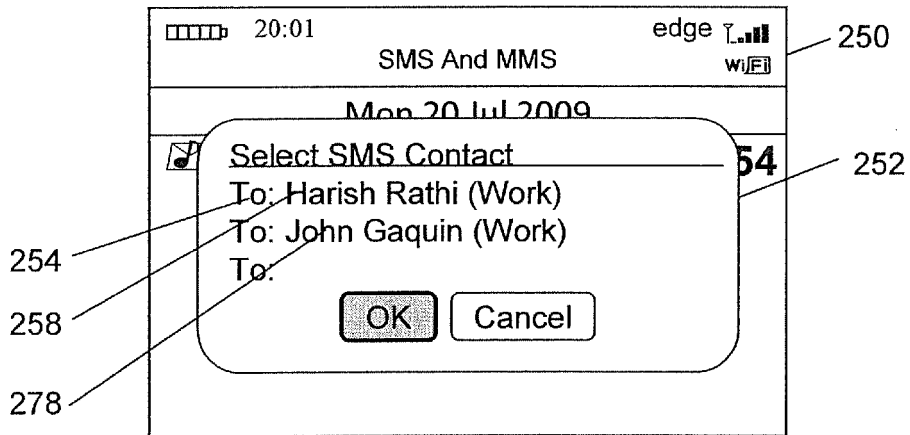 20:01 edge
250
SMS And MMS
WiFi
Mon 20 Jul 2009
Select SMS Contact
54
252
To: Harish Rathi (Work)
To: John Gaquin (Work)
254
To:
258
OK Cancel
278